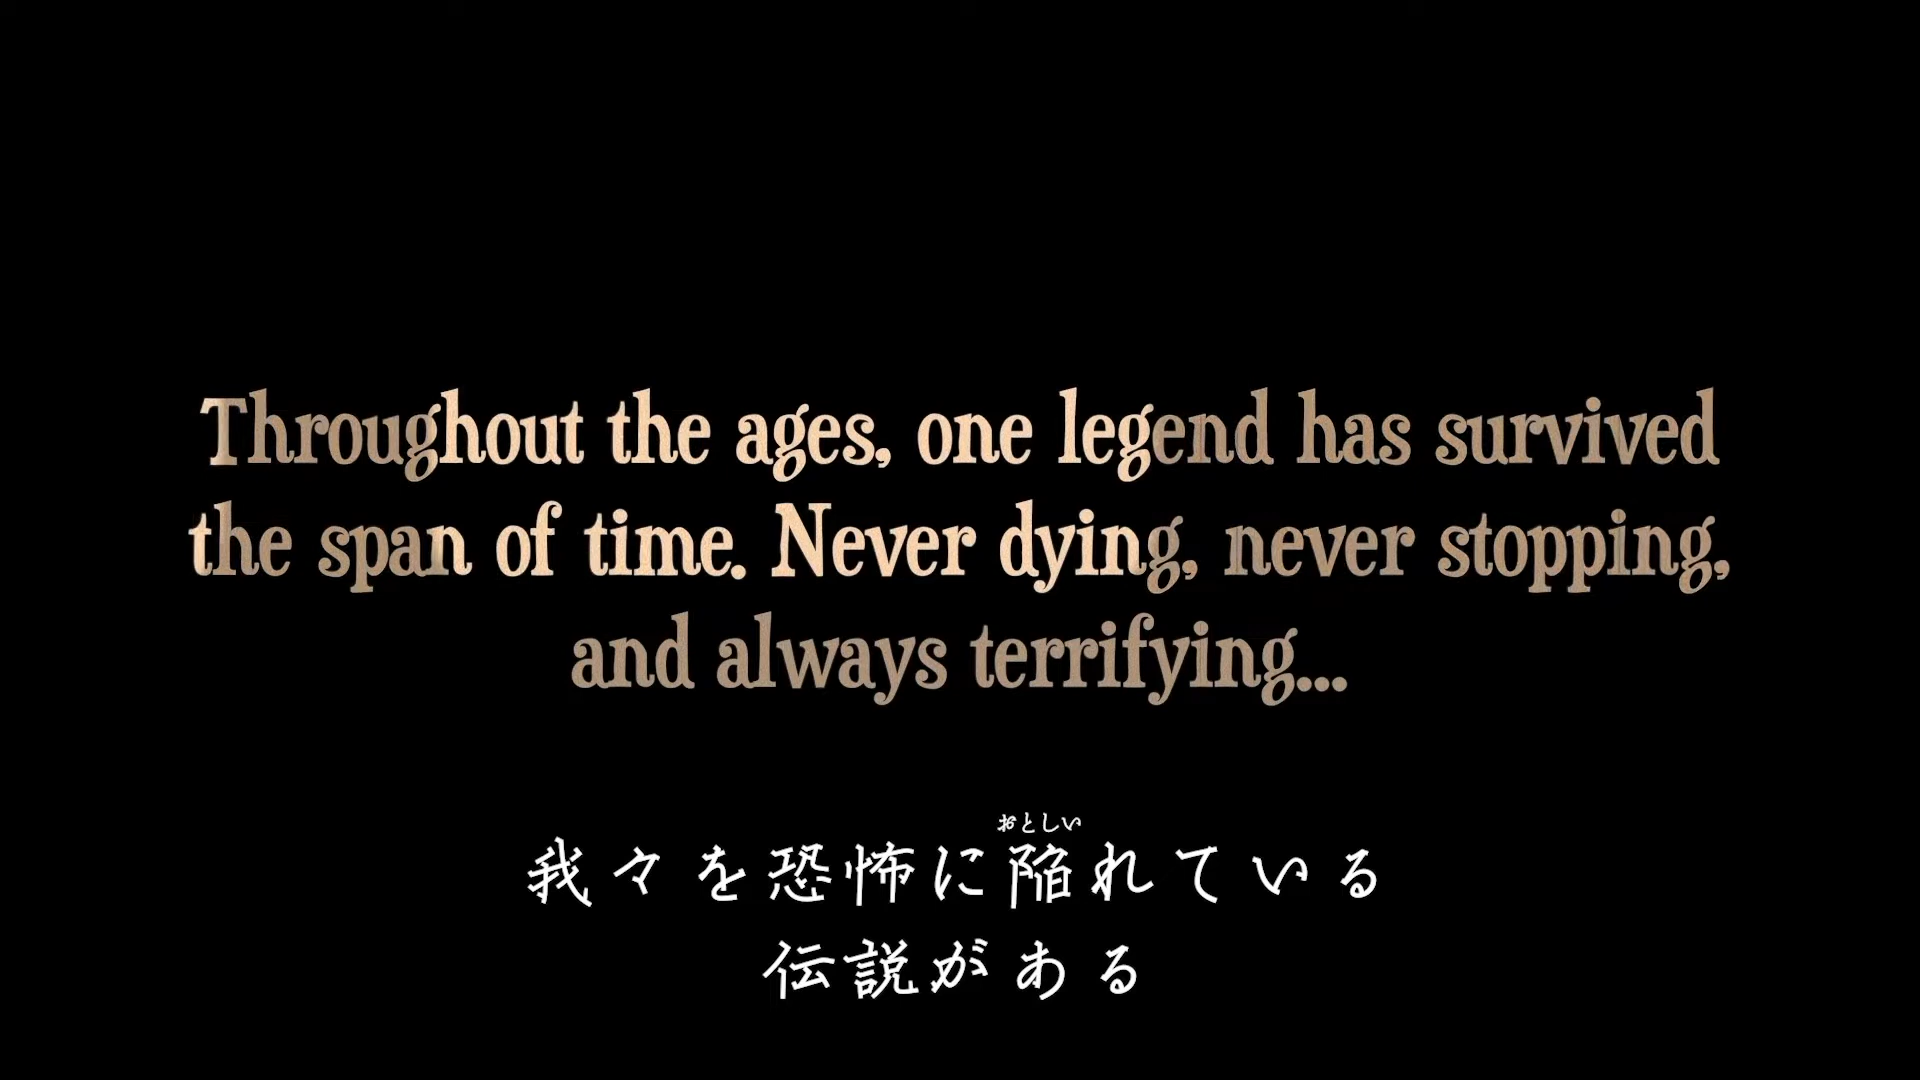 Throughout the ages, one legend has survived
the span of time. Never dying, never stopping,
and always terrifying...
おとしい
我々を恐怖に陥れている
伝説がある